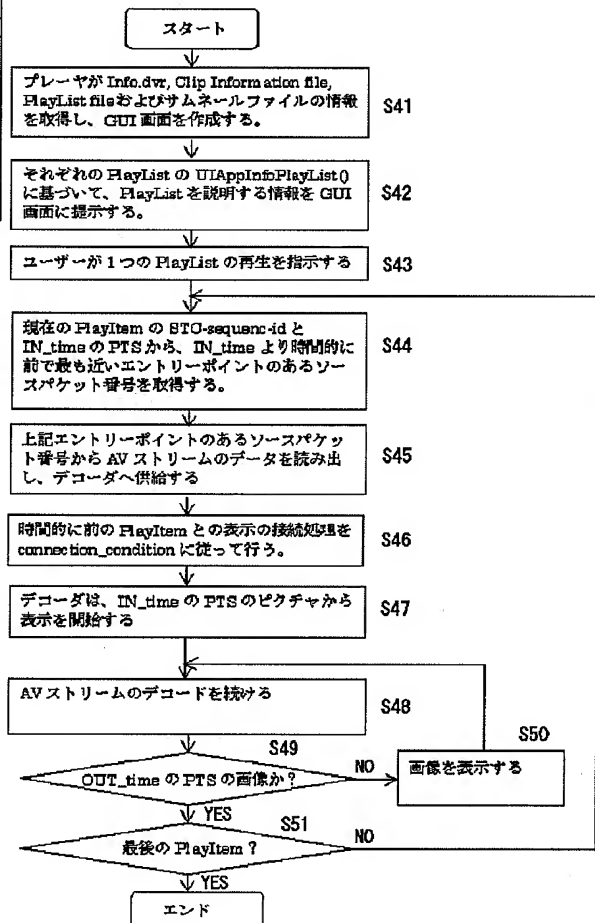 スタート
プレーヤが Info.dvr, Clip Information file,
PlayList fileおよびサムネールファイルの情報
を取得し、GUI 画面を作成する。
S41
それぞれの PlayList の UIAppInfoPlayList()
に基づいて、PlayList を説明する情報を GUI
画面に提示する。
S42
ユーザーが1つの PlayList の再生を指示する
S43
現在の PlayItem の STC-sequenc-id と
IN_time の PTS から、IN_time より時間的に
前で最も近いエントリーポイントのあるソー
スパケット番号を取得する。
S44
上記エントリーポイントのあるソースパケッ
ト番号から AV ストリームのデータを読み出
し、デコーダへ供給する
S45
時間的に前の PlayItem との表示の接続処理を
connection_condition に従って行う。
S46
デコーダは、IN_time の PTS のピクチャから
表示を開始する
S47
AV ストリームのデコードを続ける
S48
S49
OUT_time の PTS の画像か?
NO
S50
画像を表示する
YES
S51
最後の PlayItem?
NO
YES
エンド